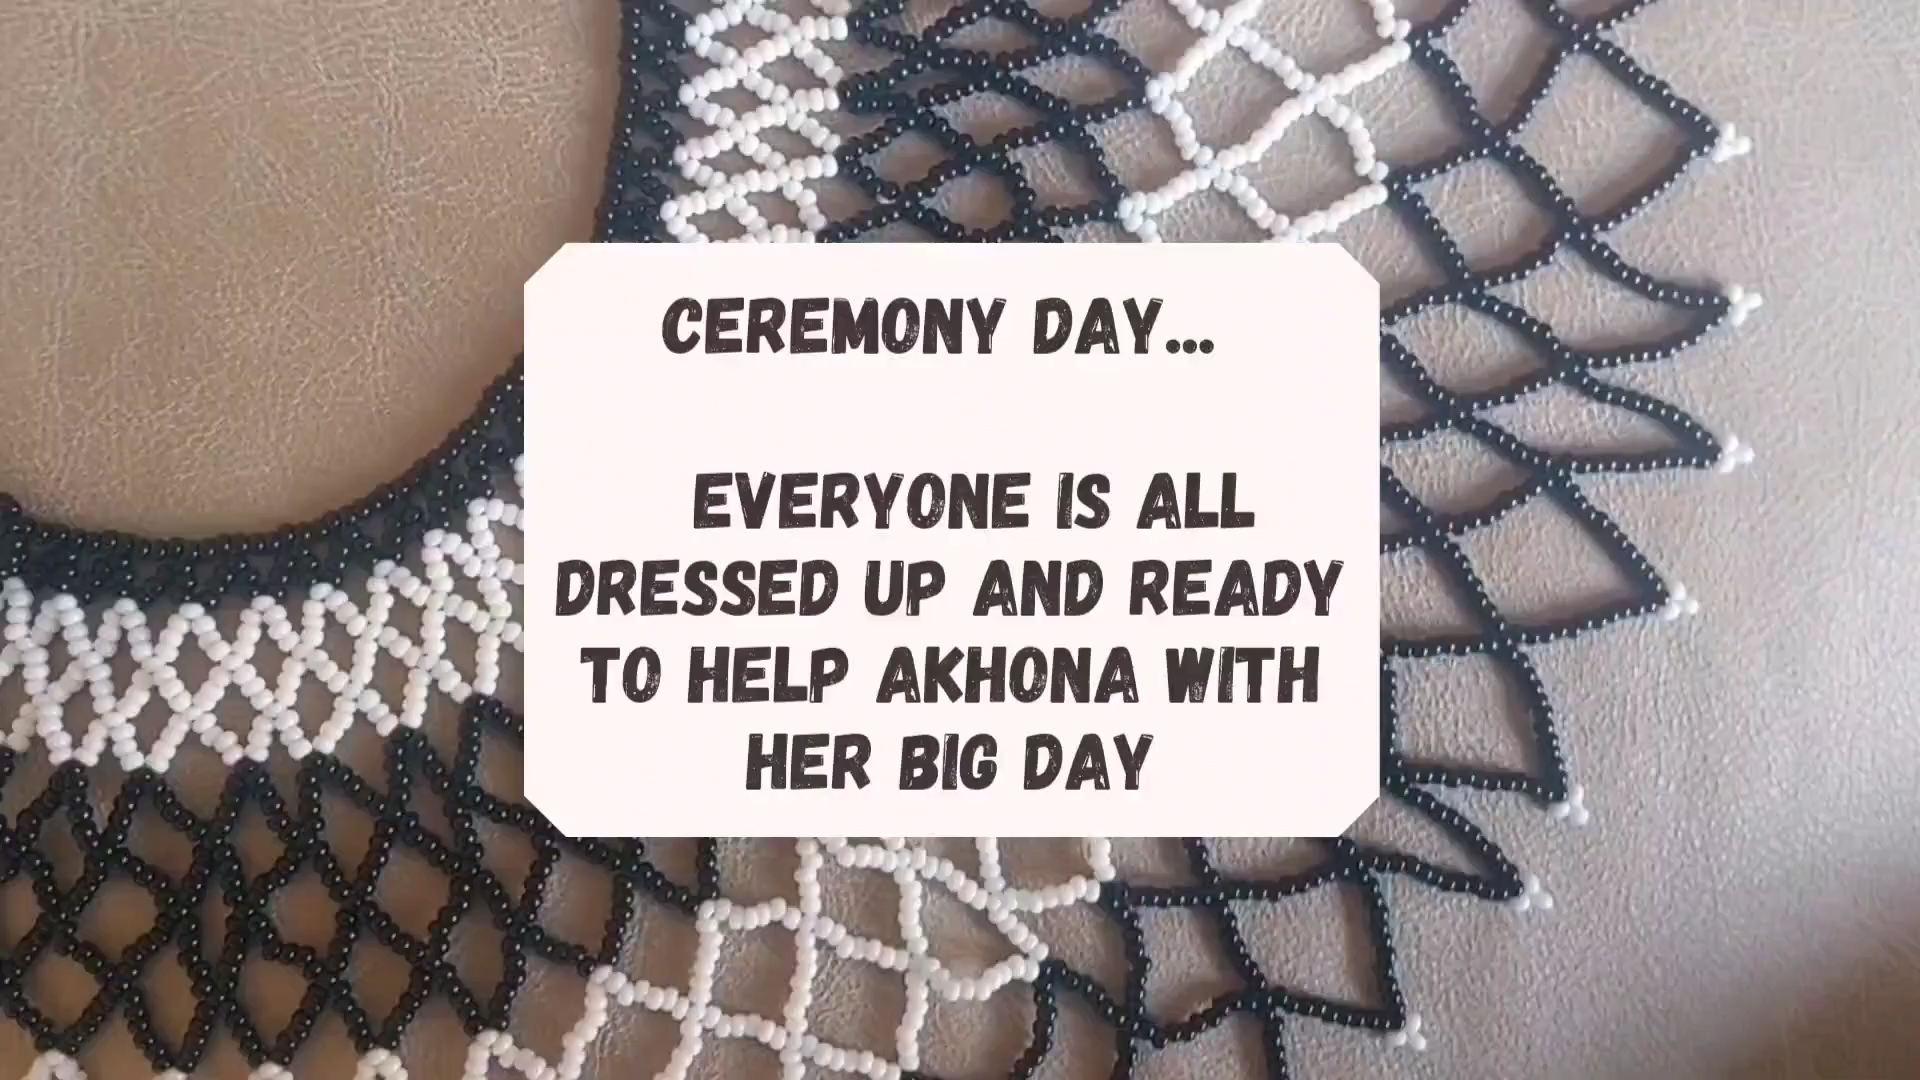 CEREMONY DAY...
EVERYONE IS ALL
DRESSED UP AND READY
TO HELP AKHONA WITH
HER BIG DAY